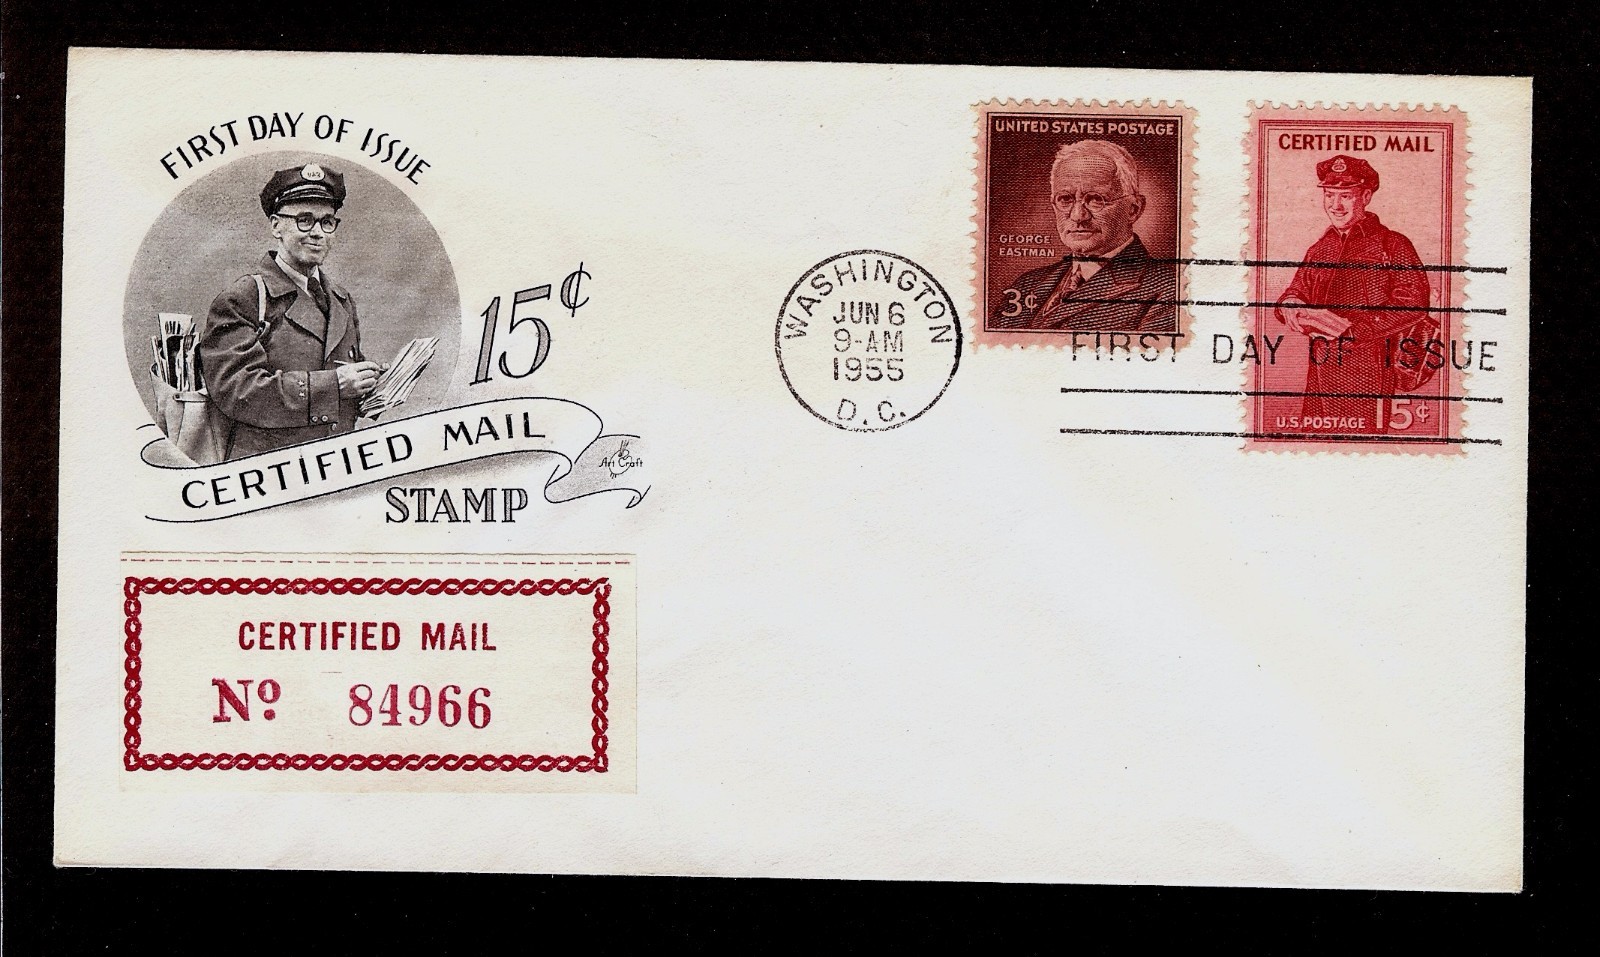 FIRST DAY OF ISSUE
15¢
CERTIFIED MAIL
STAMP
Art Craft
CERTIFIED MAIL
Nº 84966
WASHINGTON
JUN 6
9-AM
1955
D.C.
UNITED STATES POSTAGE
GEORGE
EASTMAN
3¢
CERTIFIED MAIL
U.S. POSTAGE 15¢
FIRST DAY OF ISSUE